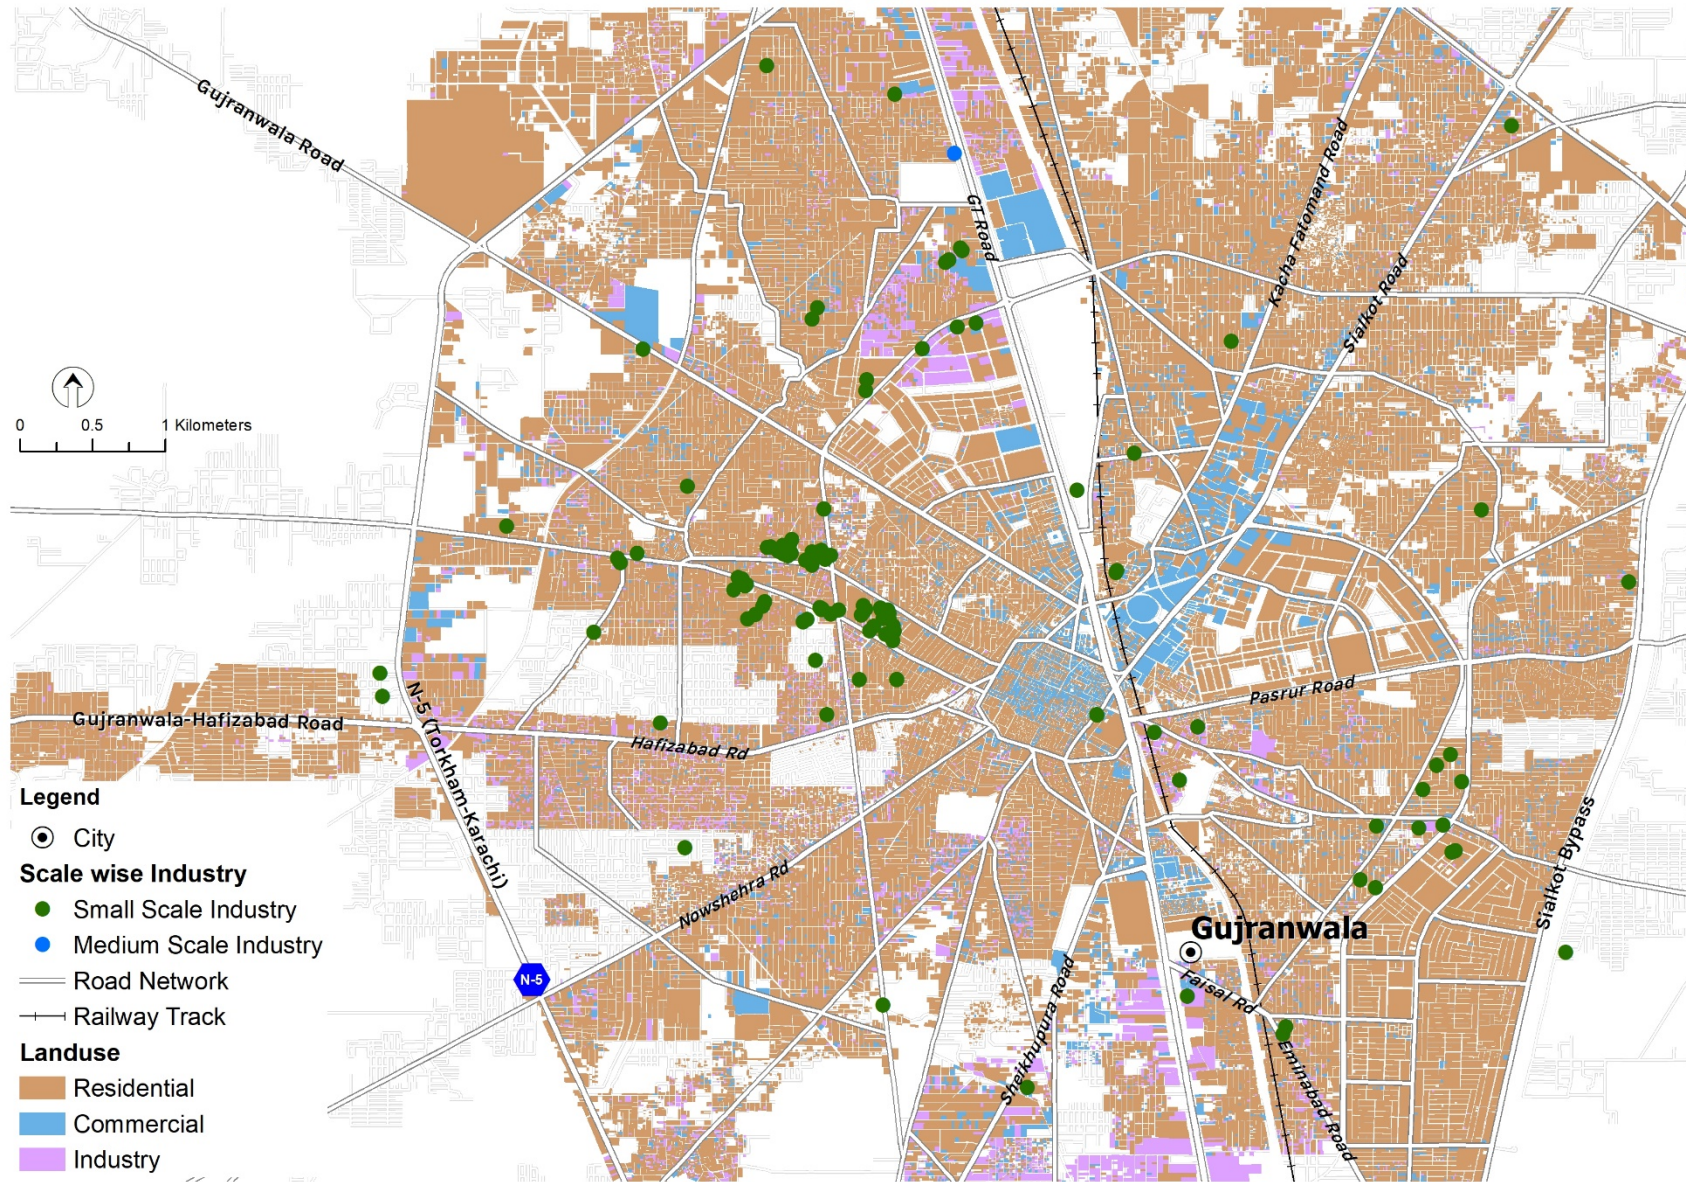 Gujranwala Road
GT Road
Kacha Fatomand Road
Sialkot Road
0 0.5 1 Kilometers
Pasrur Road
Gujranwala-Hafizabad Road
N-5 (Torkham-Karachi)
Hafizabad Rd
Nowshehra Rd
Sialkot Bypass
Gujranwala
N-5
Faisal Rd
Sheikhupura Road
Eminabad Road
Legend
City
Scale wise Industry
Small Scale Industry
Medium Scale Industry
Road Network
Railway Track
Landuse
Residential
Commercial
Industry